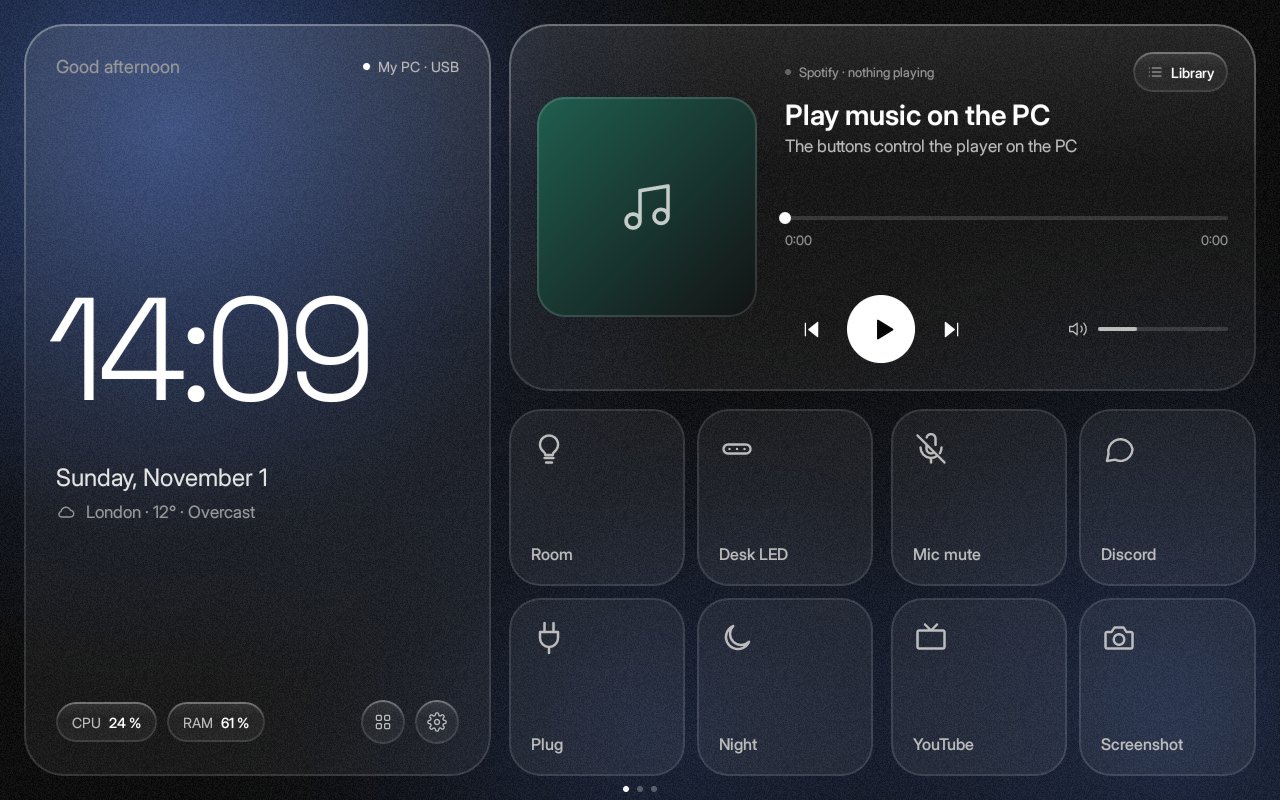 Good afternoon
My PC · USB
14:09
Sunday, November 1
London · 12° · Overcast
CPU 24 %
RAM 61 %
Spotify · nothing playing
Library
Play music on the PC
The buttons control the player on the PC
0:00
0:00
Room
Desk LED
Mic mute
Discord
Plug
Night
YouTube
Screenshot